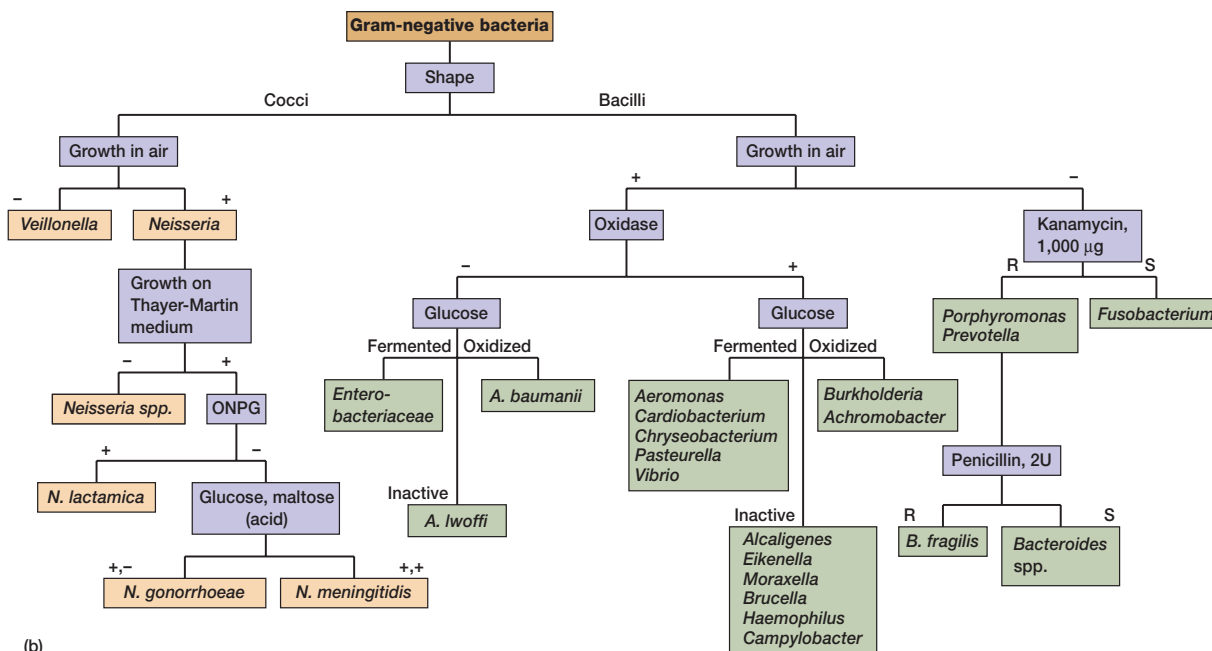 Gram-negative bacteria
Shape
Cocci
Bacilli
Growth in air
Growth in air
–
+
+
–
Veillonella
Neisseria
Oxidase
Kanamycin,
1,000 μg
R
S
Growth on
Thayer-Martin
medium
–
+
Porphyromonas
Prevotella
Fusobacterium
Glucose
Glucose
Fermented
Oxidized
Fermented
Oxidized
–
+
Neisseria spp.
ONPG
Entero-
bacteriaceae
A. baumanii
Aeromonas
Cardiobacterium
Chryseobacterium
Pasteurella
Vibrio
Burkholderia
Achromobacter
+
–
Penicillin, 2U
N. lactamica
Glucose, maltose
(acid)
Inactive
A. lwoffi
Inactive
R
S
Alcaligenes
Eikenella
Moraxella
Brucella
Haemophilus
Campylobacter
B. fragilis
Bacteroides
spp.
+,–
+,+
N. gonorrhoeae
N. meningitidis
(b)